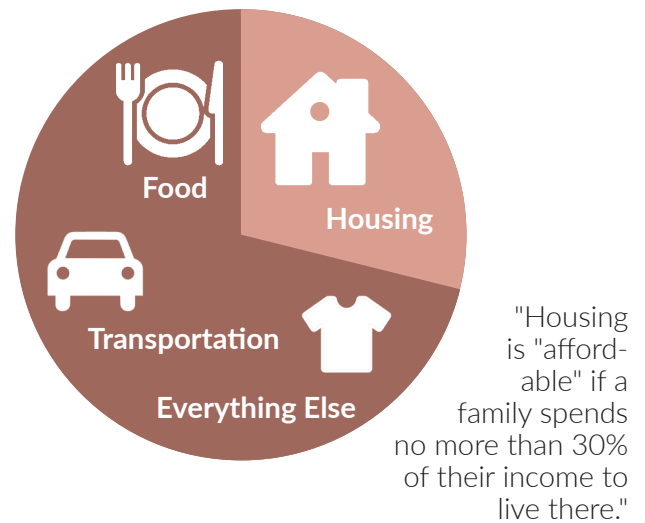 Food
Housing
Transportation
Everything Else
"Housing
is "afford-
able" if a
family spends
no more than 30%
of their income to
live there."